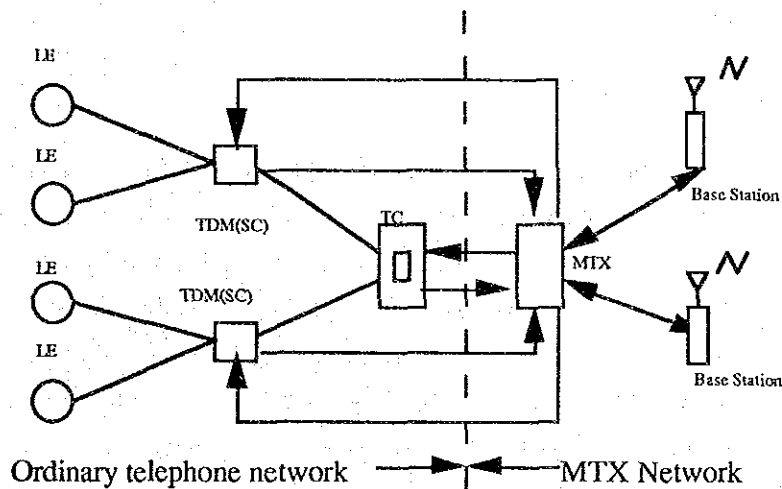 LE
LE
TDM(SC)
TC
Base Station
MTX
LE
TDM(SC)
LE
Base Station
Ordinary telephone network
MTX Network